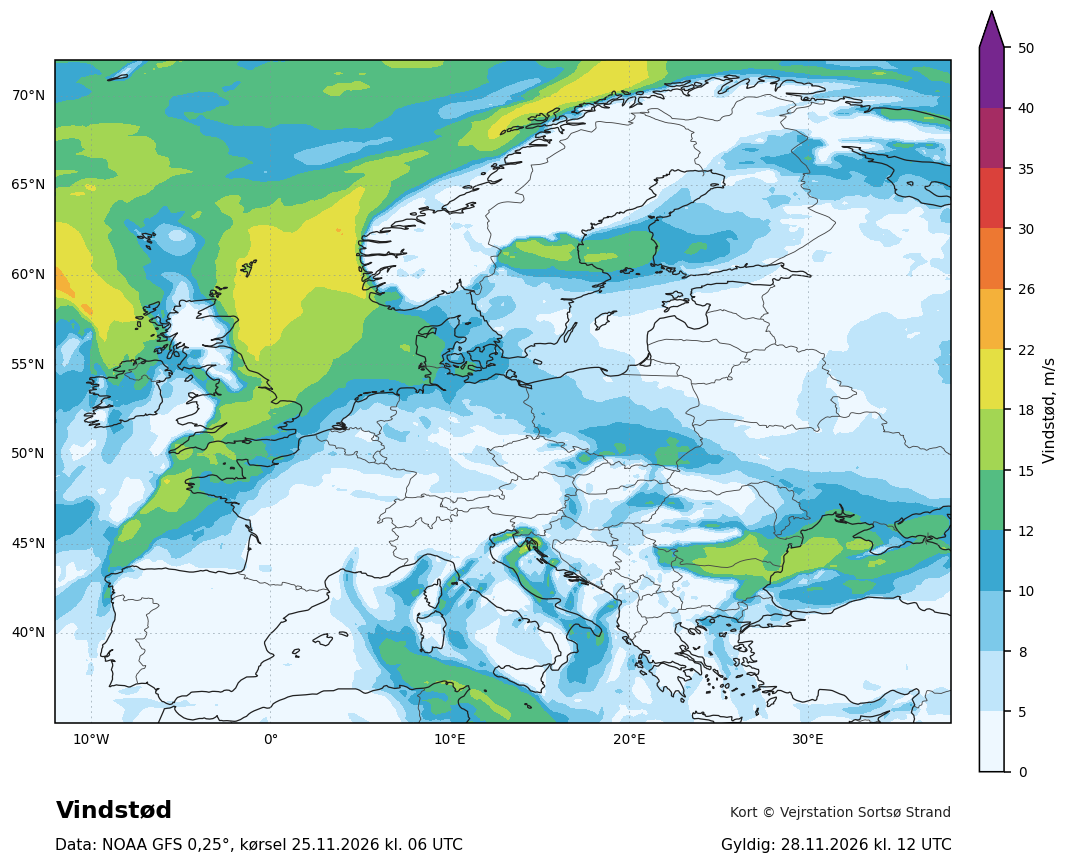 70°N
65°N
60°N
55°N
50°N
45°N
40°N
10°W
0°
10°E
20°E
30°E
50
40
35
30
26
22
18
15
12
10
8
5
0
Vindstød, m/s
Vindstød
Kort © Vejrstation Sortsø Strand
Data: NOAA GFS 0,25°, kørsel 25.11.2026 kl. 06 UTC
Gyldig: 28.11.2026 kl. 12 UTC